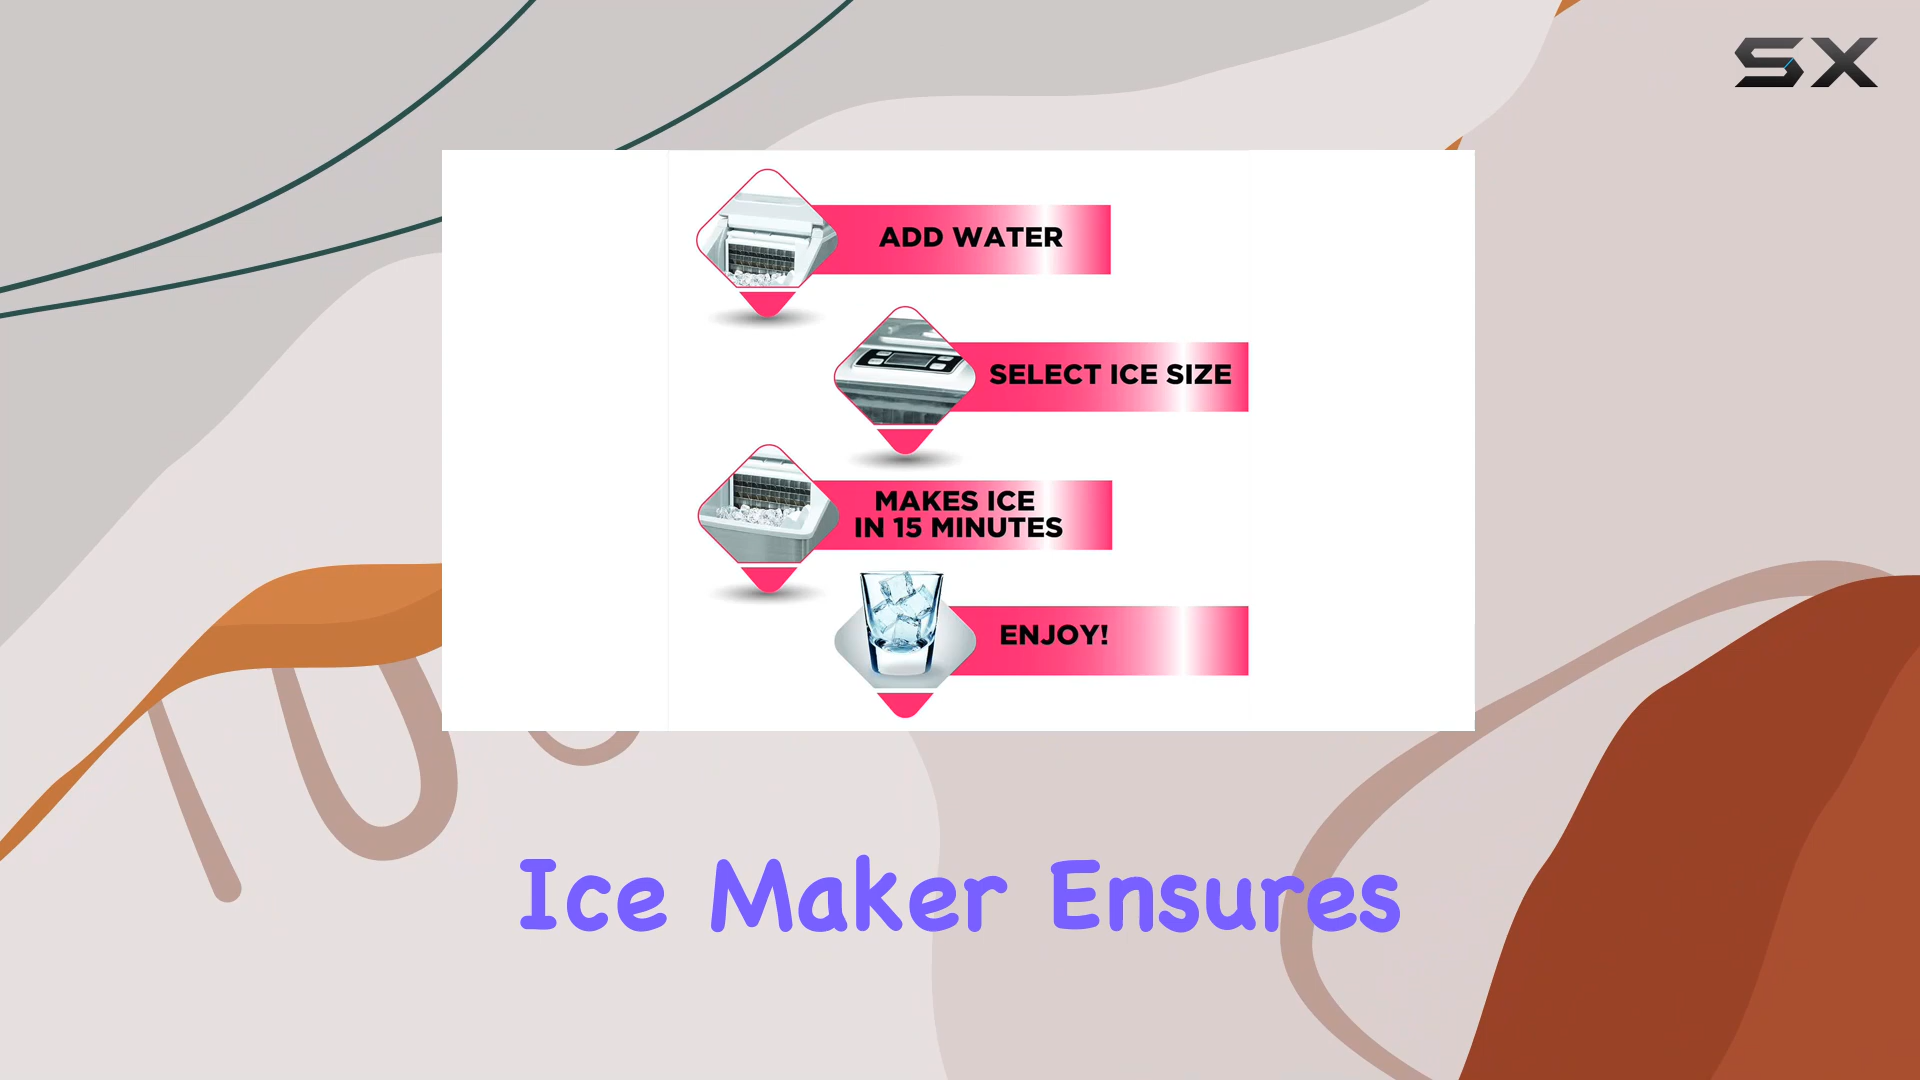 SX
ADD WATER
SELECT ICE SIZE
MAKES ICE
IN 15 MINUTES
ENJOY!
Ice Maker Ensures